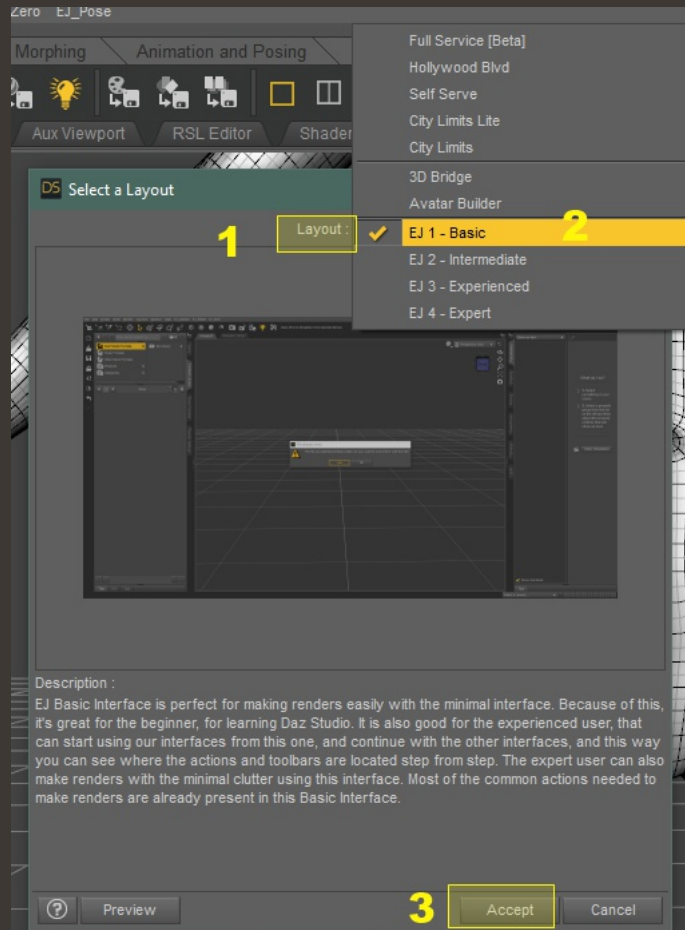 Zero EJ_Pose
Morphing Animation and Posing
Full Service [Beta]
Hollywood Blvd
Self Serve
City Limits Lite
City Limits
3D Bridge
Avatar Builder
EJ 1 - Basic
2
EJ 2 - Intermediate
EJ 3 - Experienced
EJ 4 - Expert
Aux Viewport RSL Editor Shader
DS Select a Layout
1
Layout :
Description :
EJ Basic Interface is perfect for making renders easily with the minimal interface. Because of this,
it's great for the beginner, for learning Daz Studio. It is also good for the experienced user, that
can start using our interfaces from this one, and continue with the other interfaces, and this way
you can see where the actions and toolbars are located step from step. The expert user can also
make renders with the minimal clutter using this interface. Most of the common actions needed to
make renders are already present in this Basic Interface.
? Preview
3
Accept Cancel